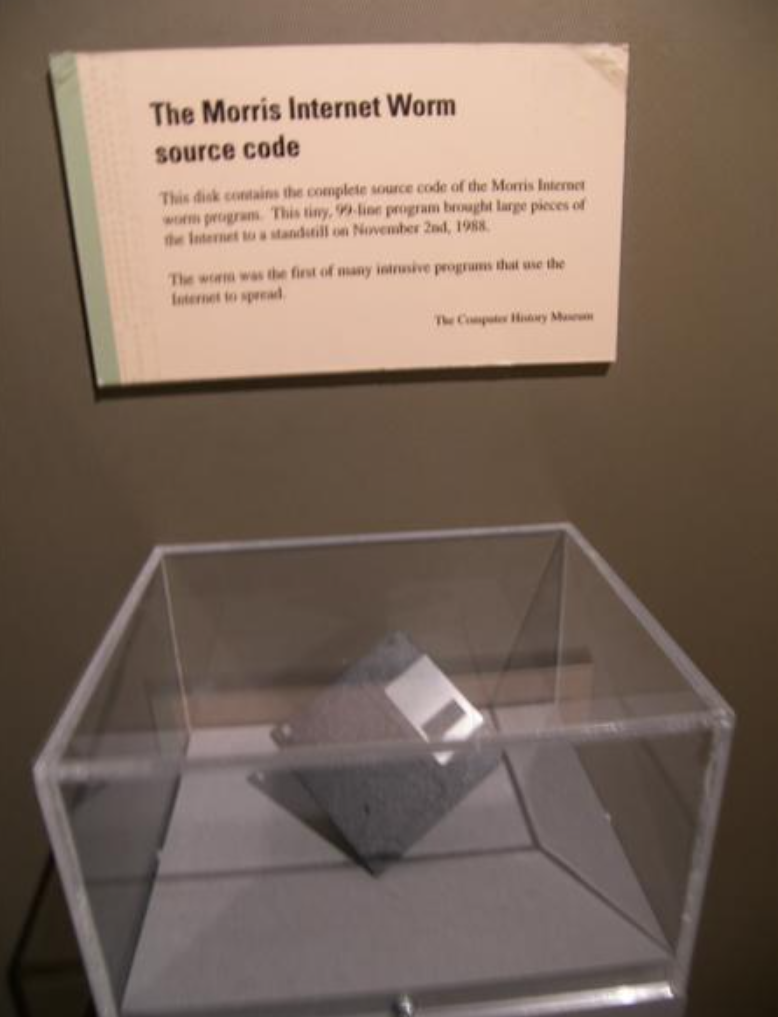 The Morris Internet Worm
source code
This disk contains the complete source code of the Morris Internet
worm program. This tiny, 99-line program brought large pieces of
the Internet to a standstill on November 2nd, 1988.
The worm was the first of many intrusive programs that use the
Internet to spread.
The Computer History Museum